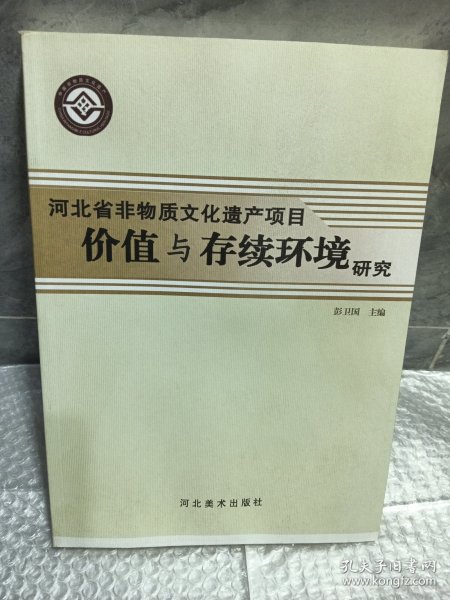 河北省非物质文化遗产项目
价值与存续环境研究
彭卫国 主编
河北美术出版社
孔夫子旧书网
www.kongfz.com